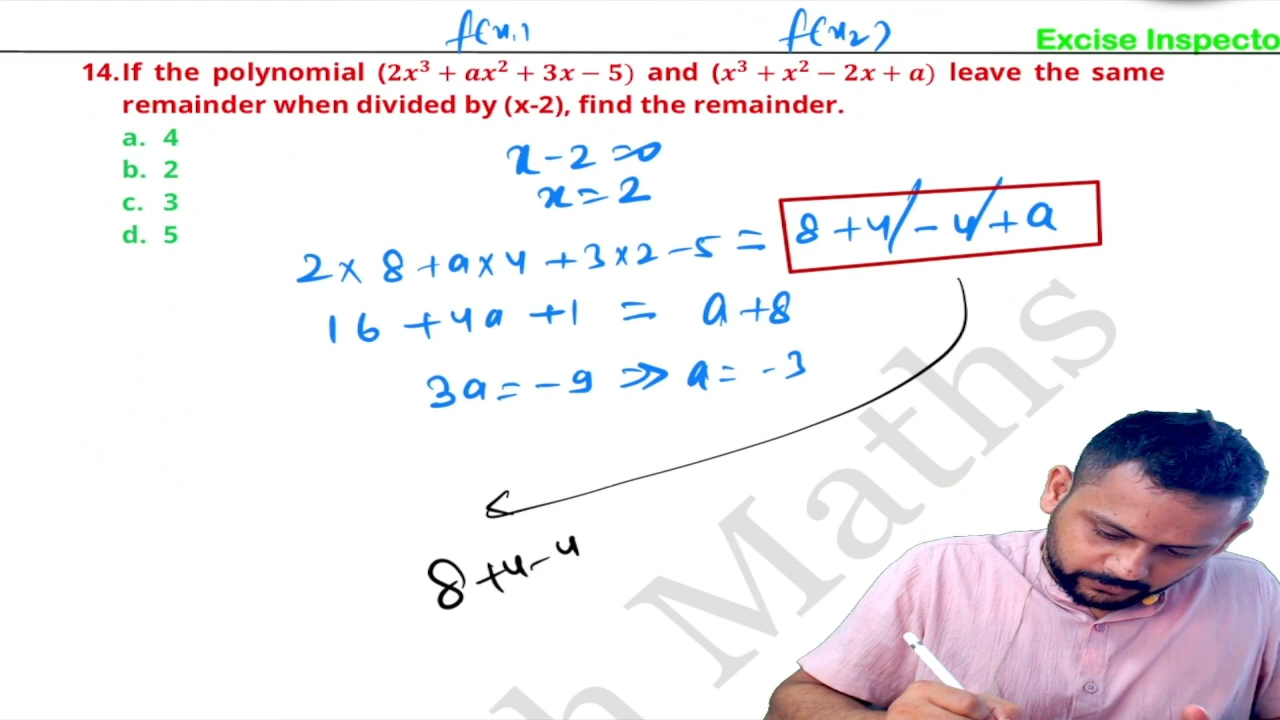 f(x₁) f(x₂)
Excise Inspecto
14. If the polynomial (2x³ + ax² + 3x − 5) and (x³ + x² − 2x + a) leave the same
remainder when divided by (x-2), find the remainder.
a. 4
b. 2
c. 3
d. 5
x-2=0
x=2
2×8+a×4+3×2-5= 8+4-4+a
16+4a+1 = a+8
3a=-9 ⇒ a=-3
8+4-4
h Maths